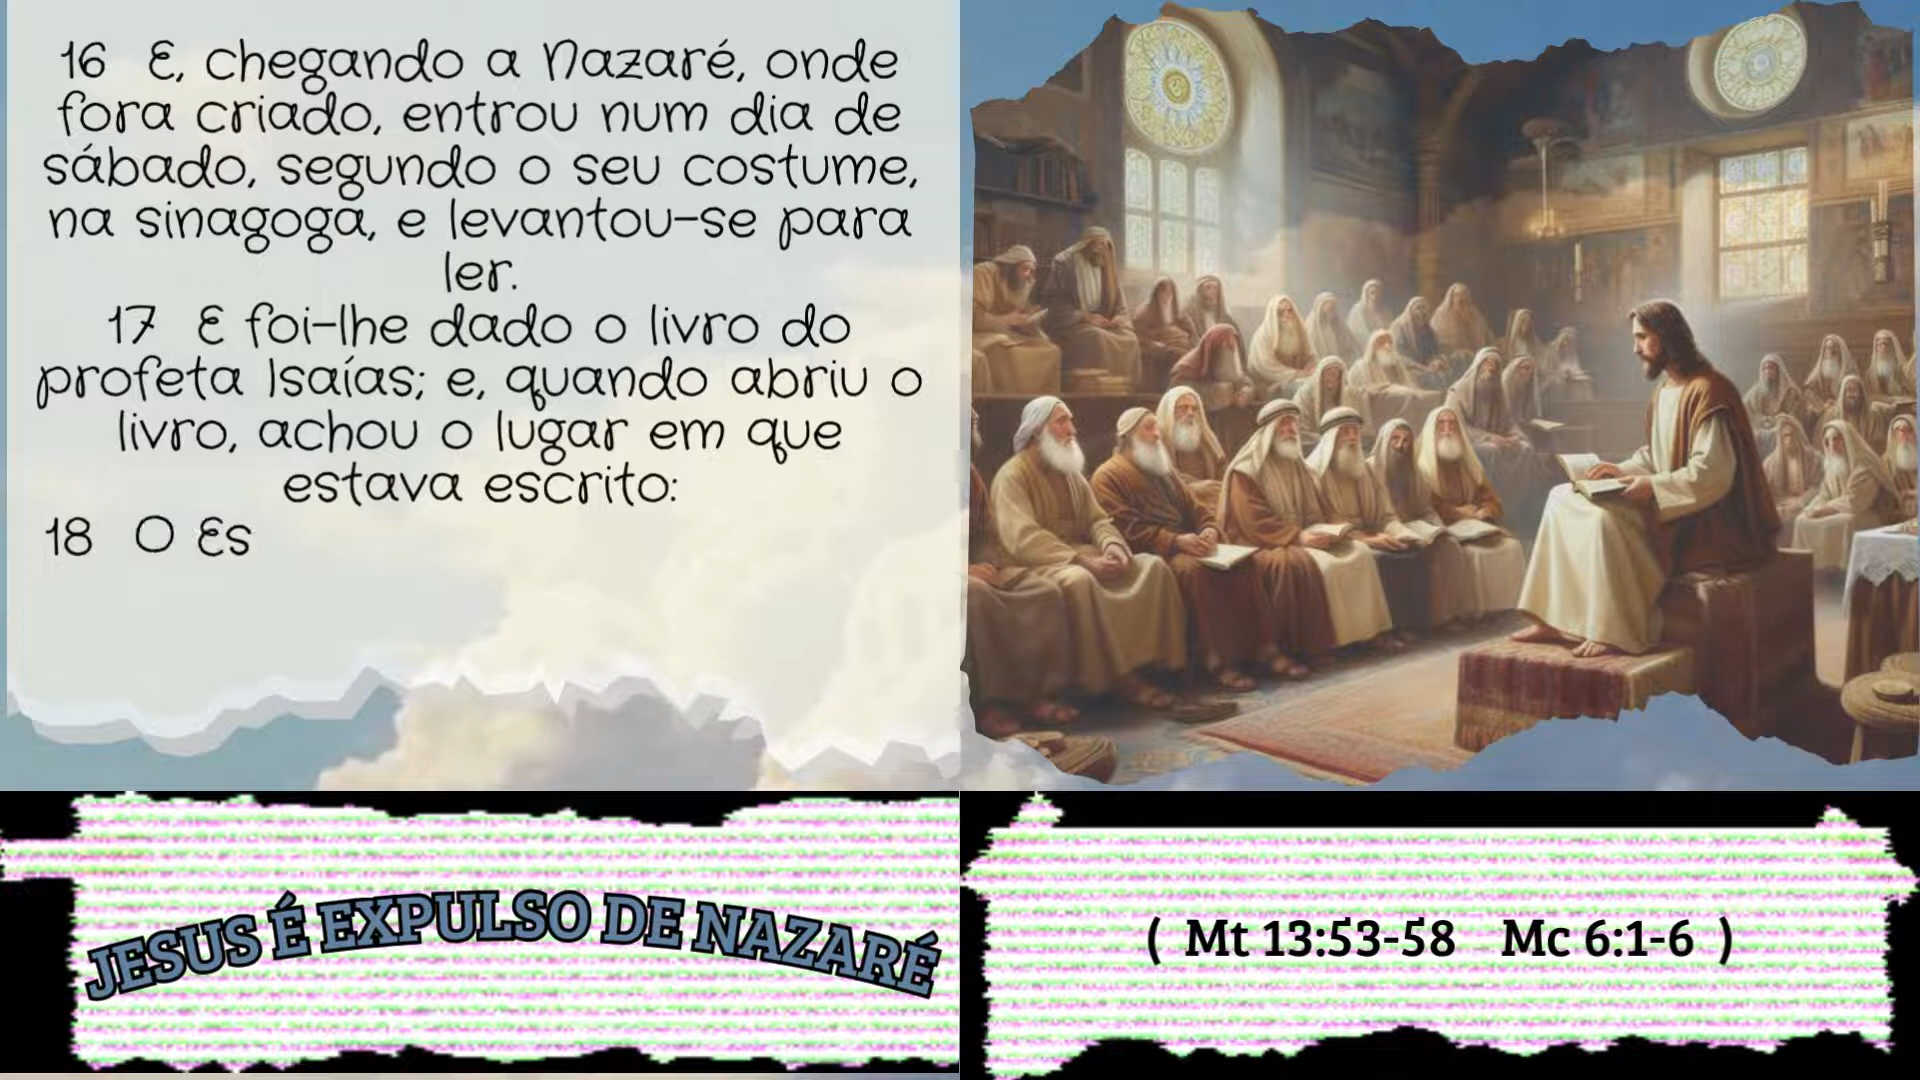 16 E, chegando a Nazaré, onde
fora criado, entrou num dia de
sábado, segundo o seu costume,
na sinagoga, e levantou-se para
ler.
17 E foi-lhe dado o livro do
profeta Isaías; e, quando abriu o
livro, achou o lugar em que
estava escrito:
18 O Es
JESUS É EXPULSO DE NAZARÉ
( Mt 13:53-58 Mc 6:1-6 )